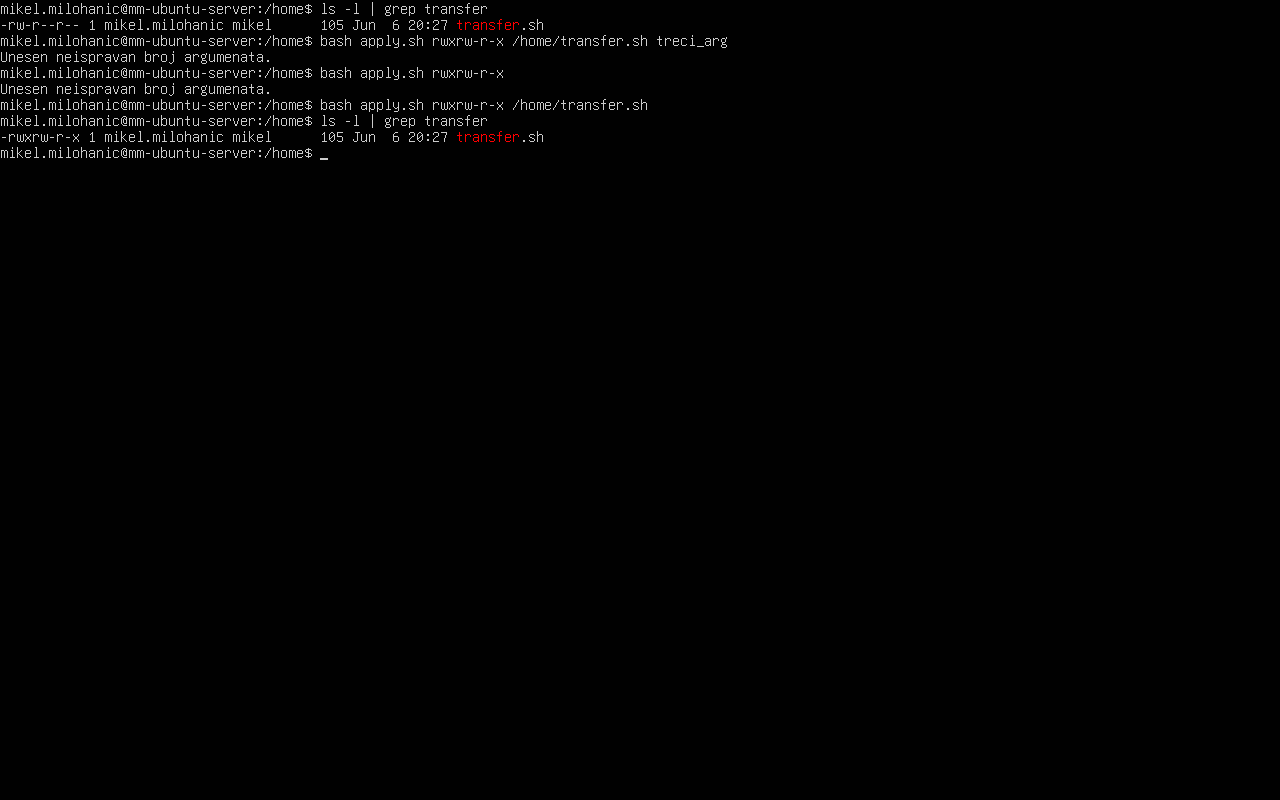 mikel.milohanic@mm-ubuntu-server:/home$ ls -l | grep transfer
-rw-r--r-- 1 mikel.milohanic mikel      105 Jun  6 20:27 transfer.sh
mikel.milohanic@mm-ubuntu-server:/home$ bash apply.sh rwxrw-r-x /home/transfer.sh treci_arg
Unesen neispravan broj argumenata.
mikel.milohanic@mm-ubuntu-server:/home$ bash apply.sh rwxrw-r-x
Unesen neispravan broj argumenata.
mikel.milohanic@mm-ubuntu-server:/home$ bash apply.sh rwxrw-r-x /home/transfer.sh
mikel.milohanic@mm-ubuntu-server:/home$ ls -l | grep transfer
-rwxrw-r-x 1 mikel.milohanic mikel      105 Jun  6 20:27 transfer.sh
mikel.milohanic@mm-ubuntu-server:/home$ _